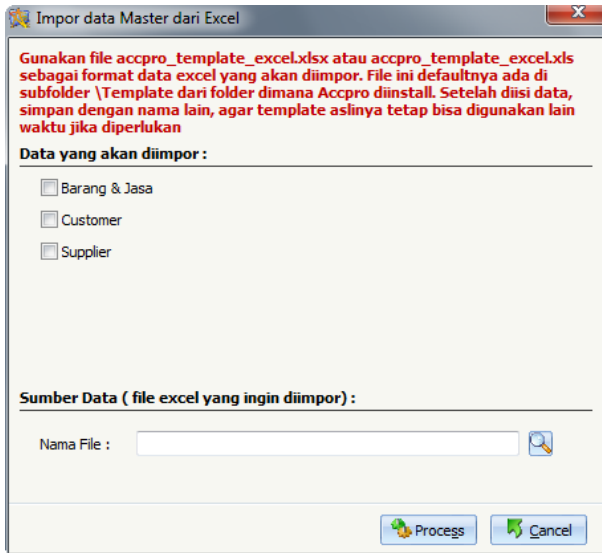 Impor data Master dari Excel
Gunakan file accpro_template_excel.xlsx atau accpro_template_excel.xls
sebagai format data excel yang akan diimpor. File ini defaultnya ada di
subfolder \Template dari folder dimana Accpro diinstall. Setelah diisi data,
simpan dengan nama lain, agar template aslinya tetap bisa digunakan lain
waktu jika diperlukan
Data yang akan diimpor :
Barang & Jasa
Customer
Supplier
Sumber Data ( file excel yang ingin diimpor) :
Nama File :
Process Cancel